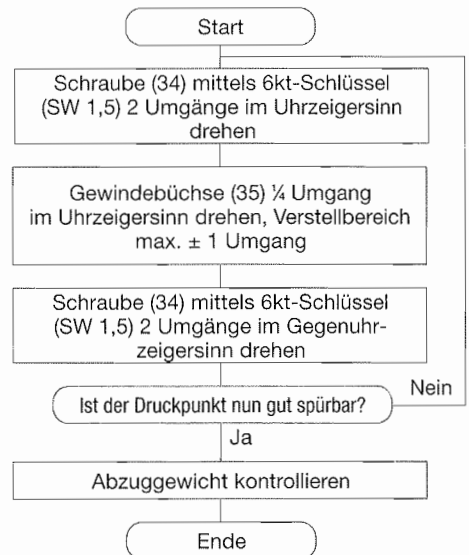 Start
Schraube (34) mittels 6kt-Schlüssel
(SW 1,5) 2 Umgänge im Uhrzeigersinn
drehen
Gewindebüchse (35) ¼ Umgang
im Uhrzeigersinn drehen, Verstellbereich
max. ± 1 Umgang
Schraube (34) mittels 6kt-Schlüssel
(SW 1,5) 2 Umgänge im Gegenuhr-
zeigersinn drehen
Ist der Druckpunkt nun gut spürbar?
Nein
Ja
Abzuggewicht kontrollieren
Ende